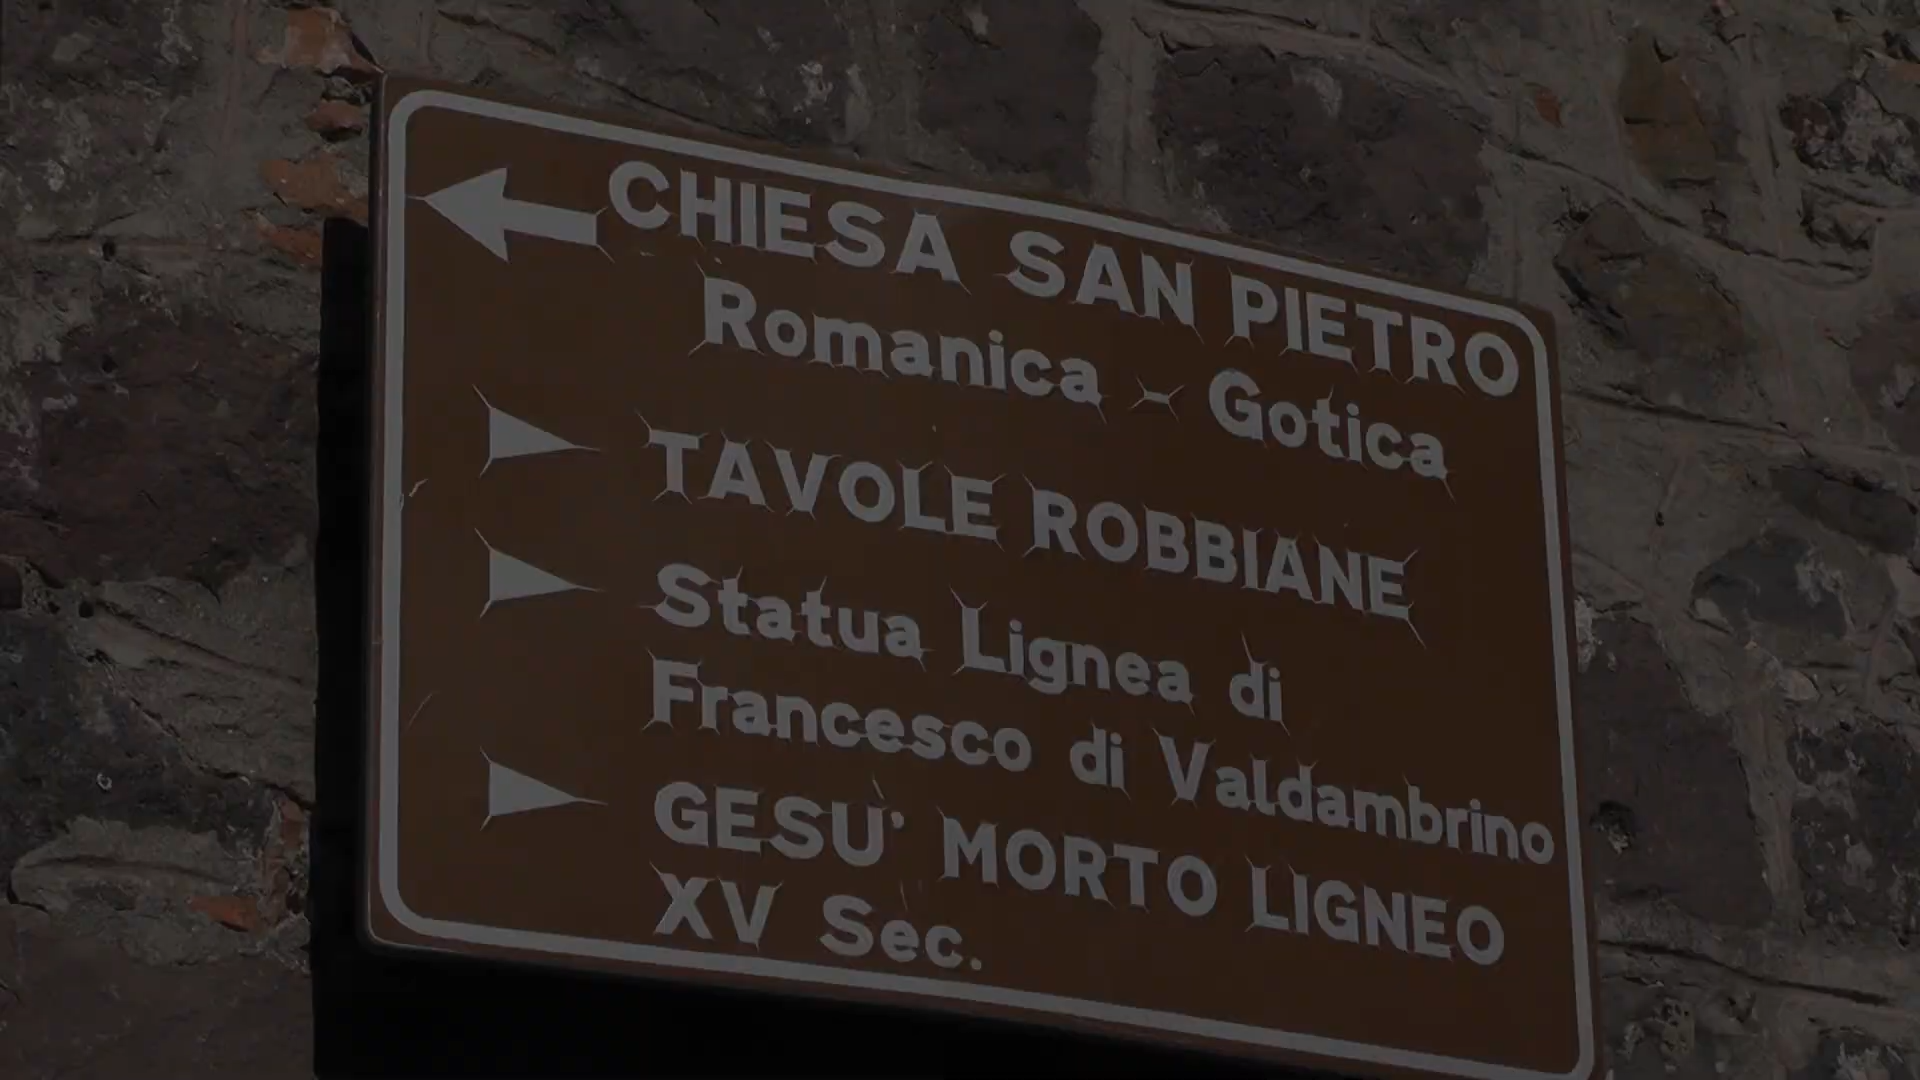 CHIESA SAN PIETRO
Romanica - Gotica
TAVOLE ROBBIANE
Statua Lignea di
Francesco di Valdambrino
GESU' MORTO LIGNEO
XV Sec.